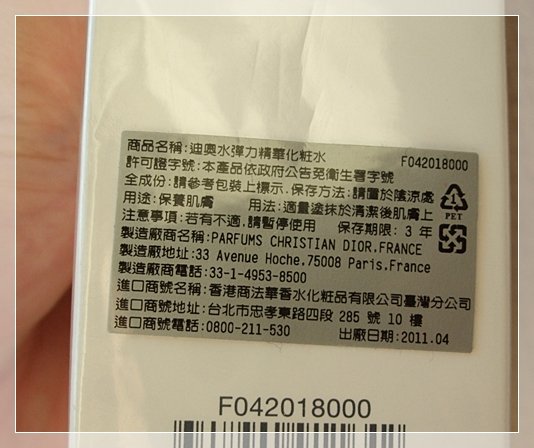 商品名稱:迪奧水彈力精華化粧水 F042018000
許可證字號:本產品依政府公告免衛生署字號
全成份:請參考包裝上標示.保存方法:請置於陰涼處
用途:保養肌膚 用法:適量塗抹於清潔後肌膚上
PET
注意事項:若有不適,請暫停使用 保存期限:3 年
製造廠商名稱:PARFUMS CHRISTIAN DIOR,FRANCE
製造廠商地址:33 Avenue Hoche,75008 Paris,France
製造廠商電話:33-1-4953-8500
進口商號名稱:香港商法華香水化粧品有限公司臺灣分公司
進口商號地址:台北市忠孝東路四段 285 號 10 樓
進口商號電話:0800-211-530 出廠日期:2011.04
F042018000